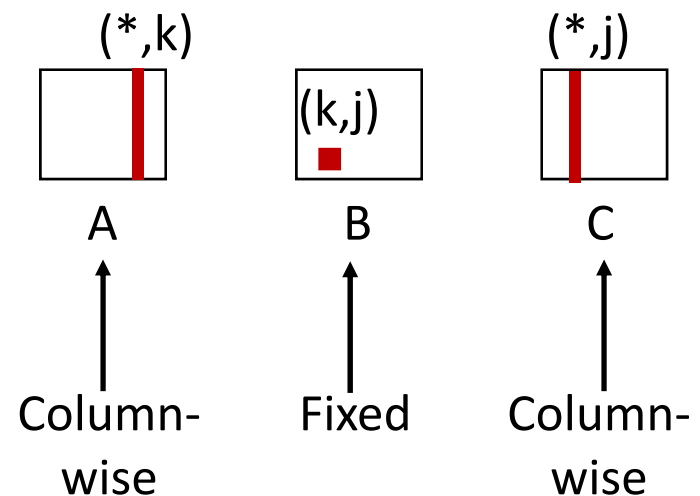 (*,k)
(k,j)
(*,j)
A
B
C
Column-
wise
Fixed
Column-
wise